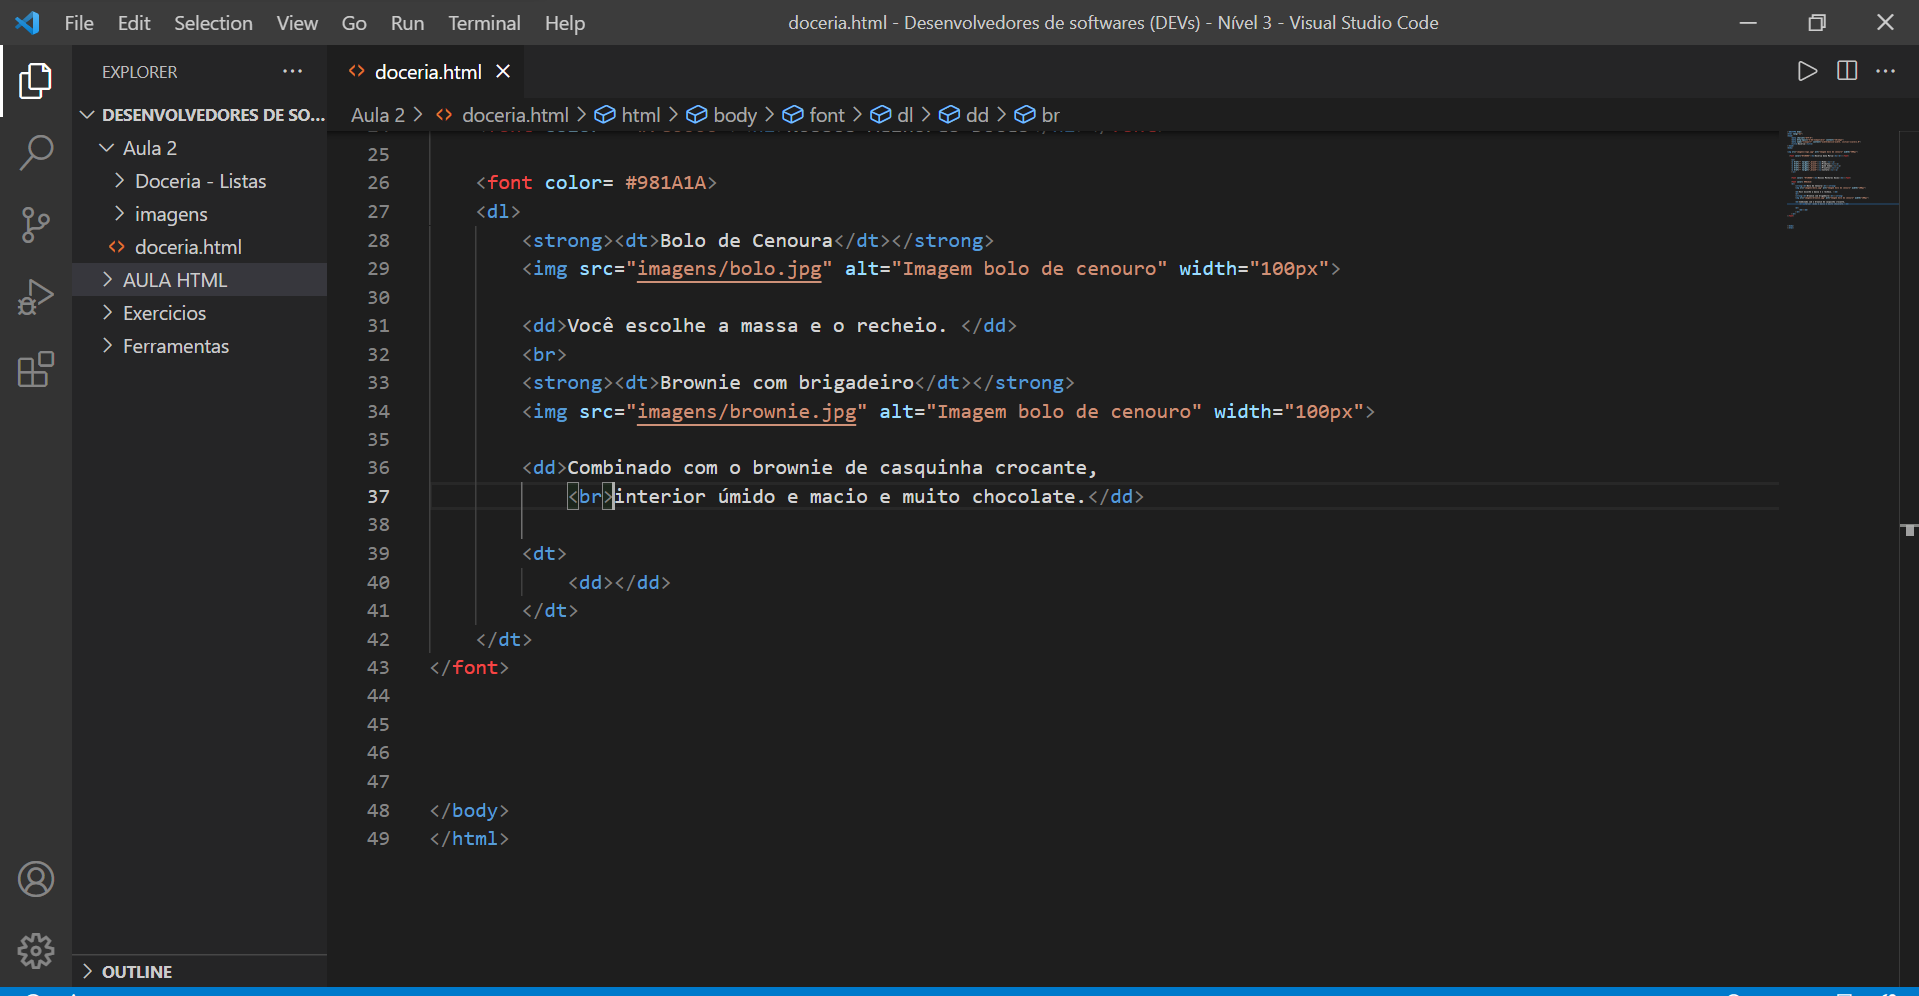 File Edit Selection View Go Run Terminal Help
doceria.html - Desenvolvedores de softwares (DEVs) - Nível 3 - Visual Studio Code
EXPLORER
DESENVOLVEDORES DE SO...
Aula 2
Doceria - Listas
imagens
doceria.html
AULA HTML
Exercicios
Ferramentas
OUTLINE
doceria.html
Aula 2 > doceria.html > html > body > font > dl > dd > br
25
26 <font color= #981A1A>
27 <dl>
28 <strong><dt>Bolo de Cenoura</dt></strong>
29 <img src="imagens/bolo.jpg" alt="Imagem bolo de cenouro" width="100px">
30
31 <dd>Você escolhe a massa e o recheio. </dd>
32 <br>
33 <strong><dt>Brownie com brigadeiro</dt></strong>
34 <img src="imagens/brownie.jpg" alt="Imagem bolo de cenouro" width="100px">
35
36 <dd>Combinado com o brownie de casquinha crocante,
37 <br>interior úmido e macio e muito chocolate.</dd>
38
39 <dt>
40 <dd></dd>
41 </dt>
42 </dt>
43 </font>
44
45
46
47
48 </body>
49 </html>